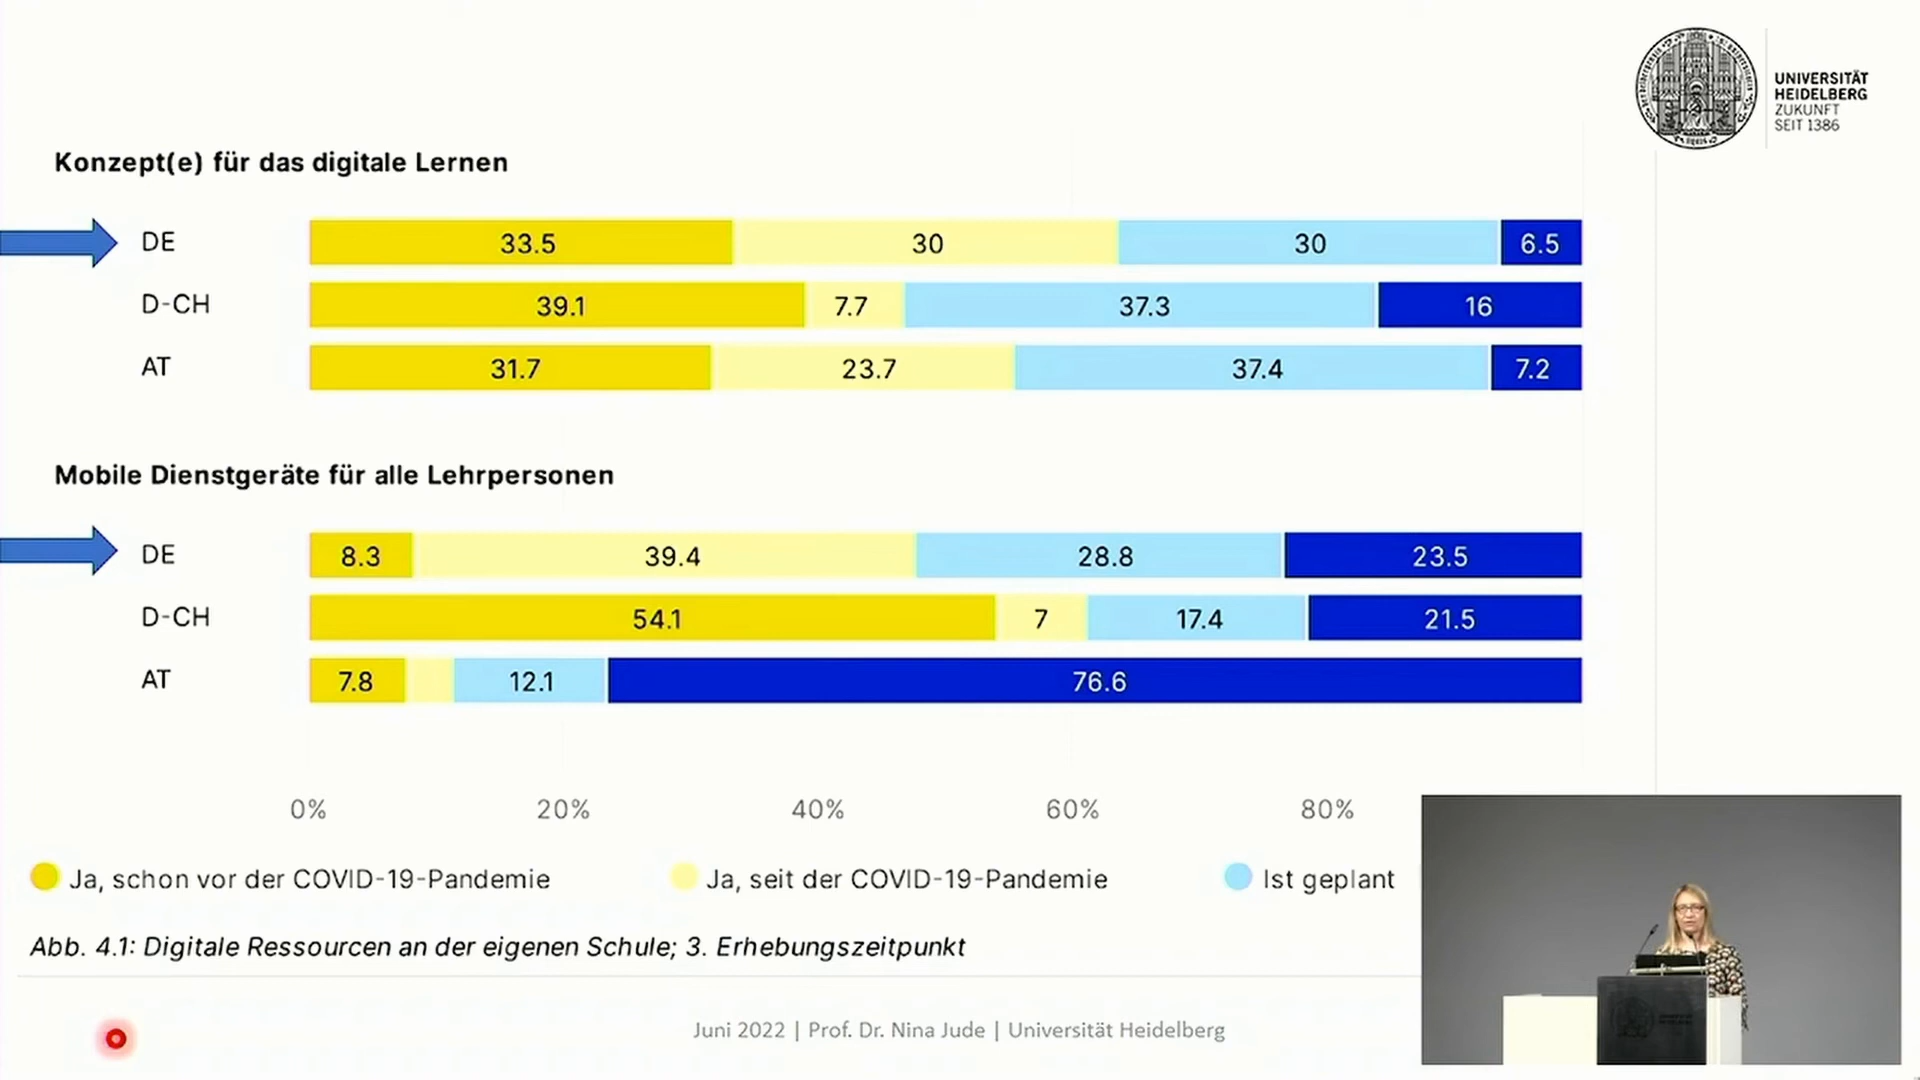 UNIVERSITÄT
HEIDELBERG
ZUKUNFT
SEIT 1386
Konzept(e) für das digitale Lernen
DE 33.5 30 30 6.5
D-CH 39.1 7.7 37.3 16
AT 31.7 23.7 37.4 7.2
Mobile Dienstgeräte für alle Lehrpersonen
DE 8.3 39.4 28.8 23.5
D-CH 54.1 7 17.4 21.5
AT 7.8 12.1 76.6
0% 20% 40% 60% 80%
Ja, schon vor der COVID-19-Pandemie Ja, seit der COVID-19-Pandemie Ist geplant
Abb. 4.1: Digitale Ressourcen an der eigenen Schule; 3. Erhebungszeitpunkt
Juni 2022 | Prof. Dr. Nina Jude | Universität Heidelberg